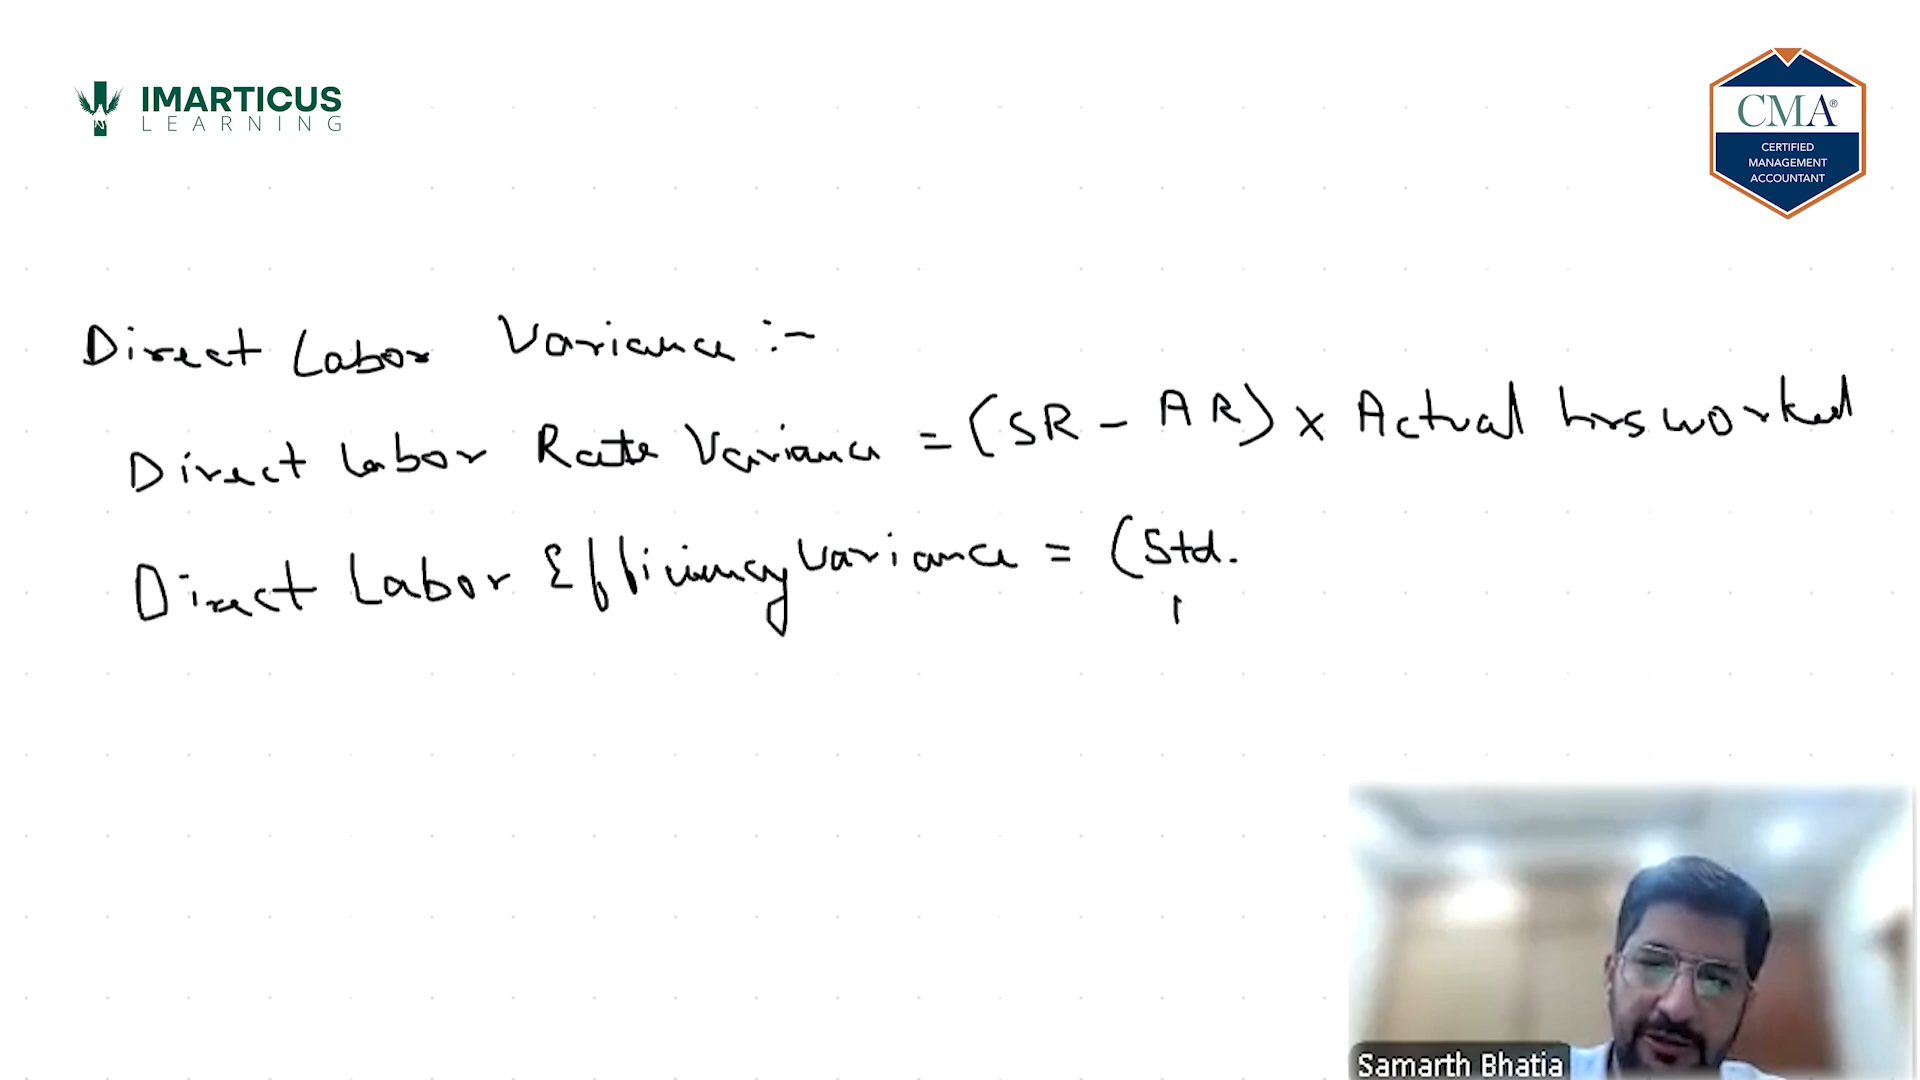 IMARTICUS
LEARNING
CMA®
CERTIFIED
MANAGEMENT
ACCOUNTANT
Direct Labor Variance :-
Direct Labor Rate Variance = (SR - AR) x Actual hrs worked
Direct Labor Efficiency Variance = (Std.
Samarth Bhatia